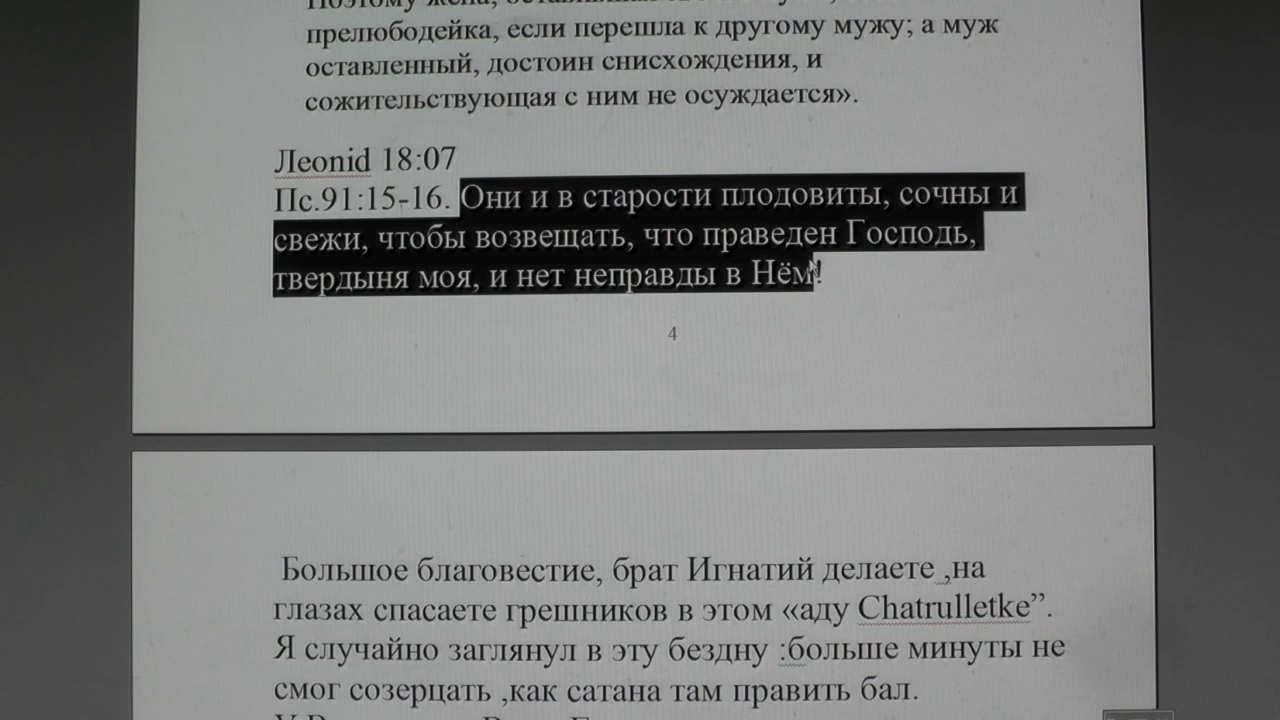 прелюбодейка, если перешла к другому мужу; а муж
оставленный, достоин снисхождения, и
сожительствующая с ним не осуждается».
Леonid 18:07
Пс.91:15-16. Они и в старости плодовиты, сочны и
свежи, чтобы возвещать, что праведен Господь,
твердыня моя, и нет неправды в Нём!
4
Большое благовестие, брат Игнатий делаете ,на
глазах спасаете грешников в этом «аду Chatrulletke”.
Я случайно заглянул в эту бездну :больше минуты не
смог созерцать ,как сатана там править бал.